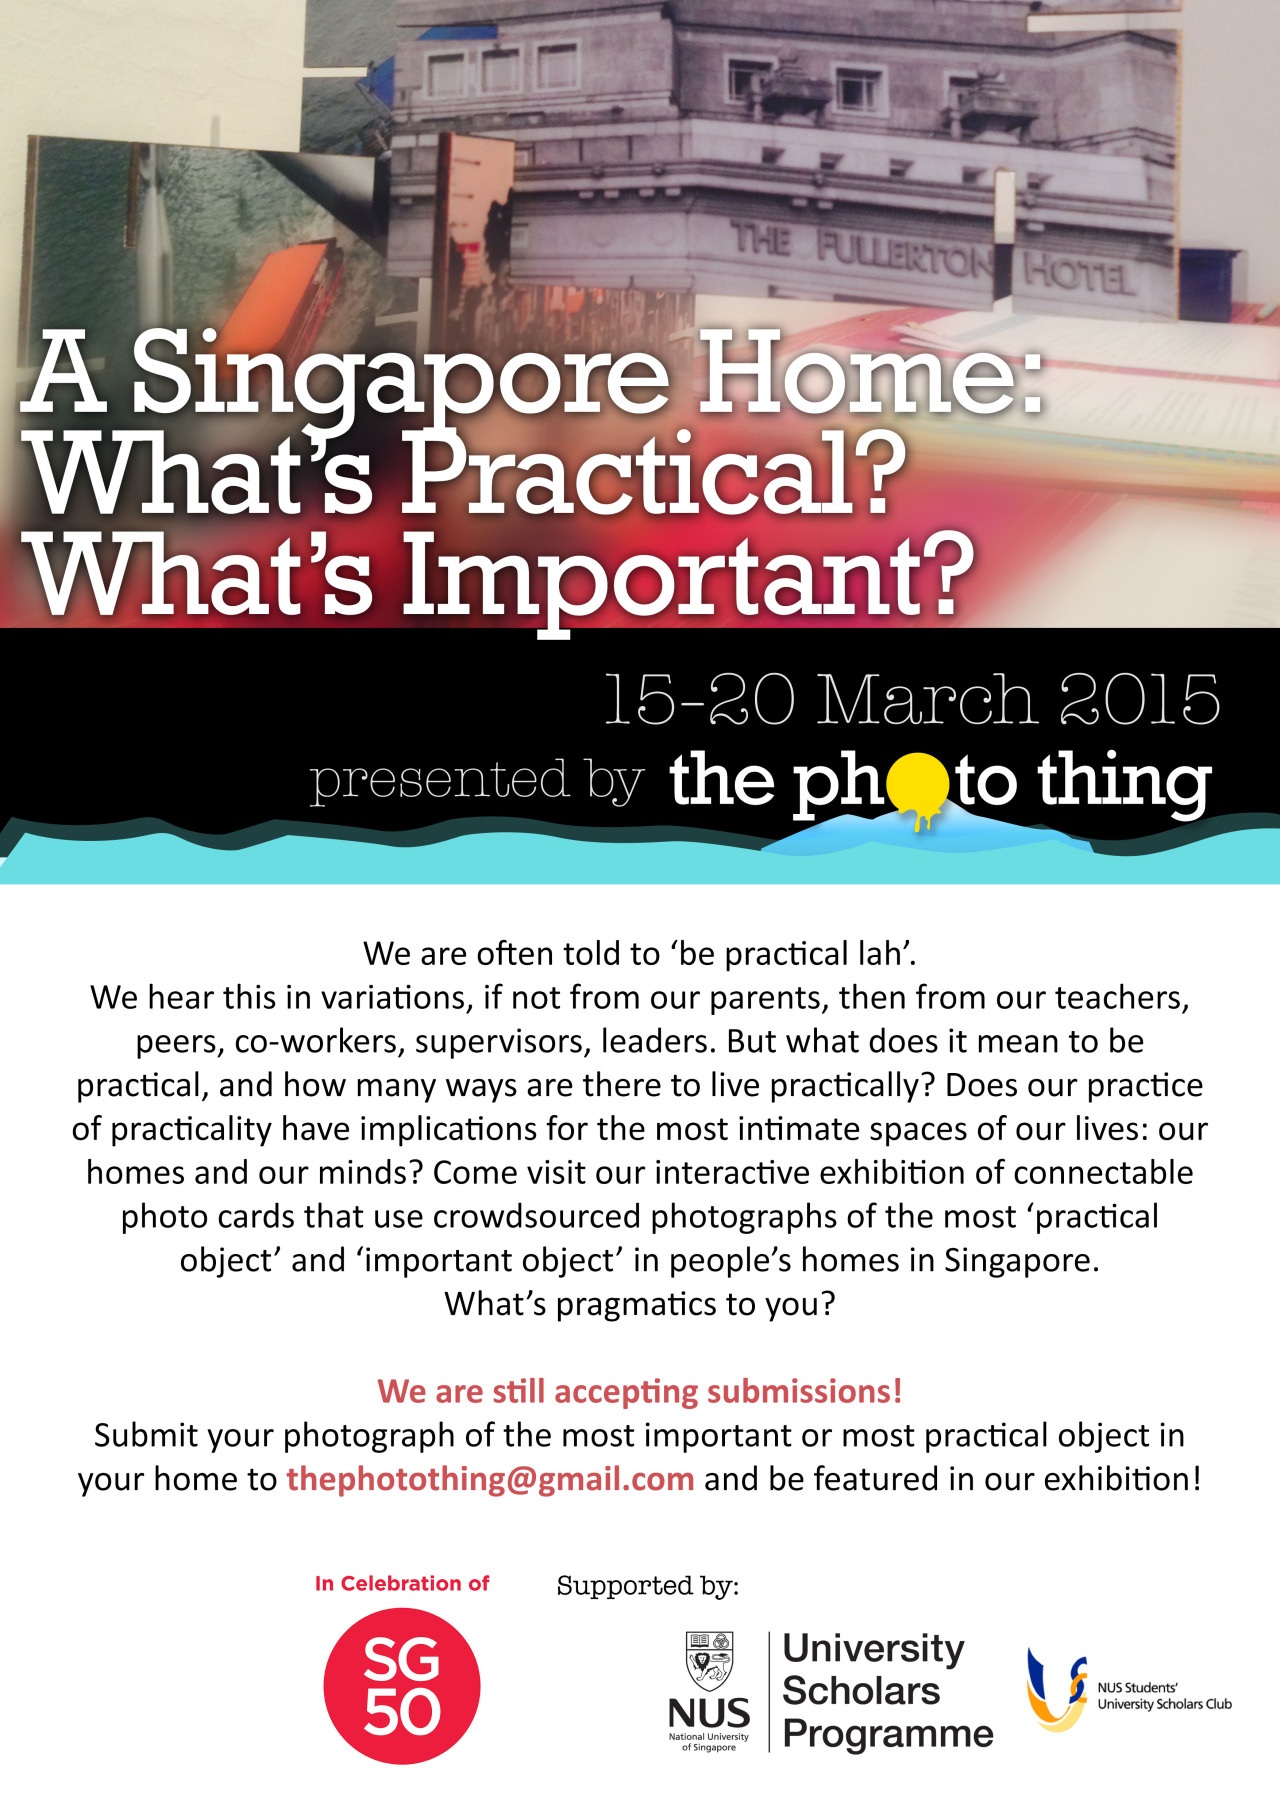 THE FULLERTON HOTEL
A Singapore Home:
What's Practical?
What's Important?
15-20 March 2015
presented by the photo thing
We are often told to ‘be practical lah’.
We hear this in variations, if not from our parents, then from our teachers,
peers, co-workers, supervisors, leaders. But what does it mean to be
practical, and how many ways are there to live practically? Does our practice
of practicality have implications for the most intimate spaces of our lives: our
homes and our minds? Come visit our interactive exhibition of connectable
photo cards that use crowdsourced photographs of the most ‘practical
object’ and ‘important object’ in people’s homes in Singapore.
What’s pragmatics to you?
We are still accepting submissions!
Submit your photograph of the most important or most practical object in
your home to thephotothing@gmail.com and be featured in our exhibition!
In Celebration of
SG
50
Supported by:
NUS
National University
of Singapore
University
Scholars
Programme
NUS Students’
University Scholars Club